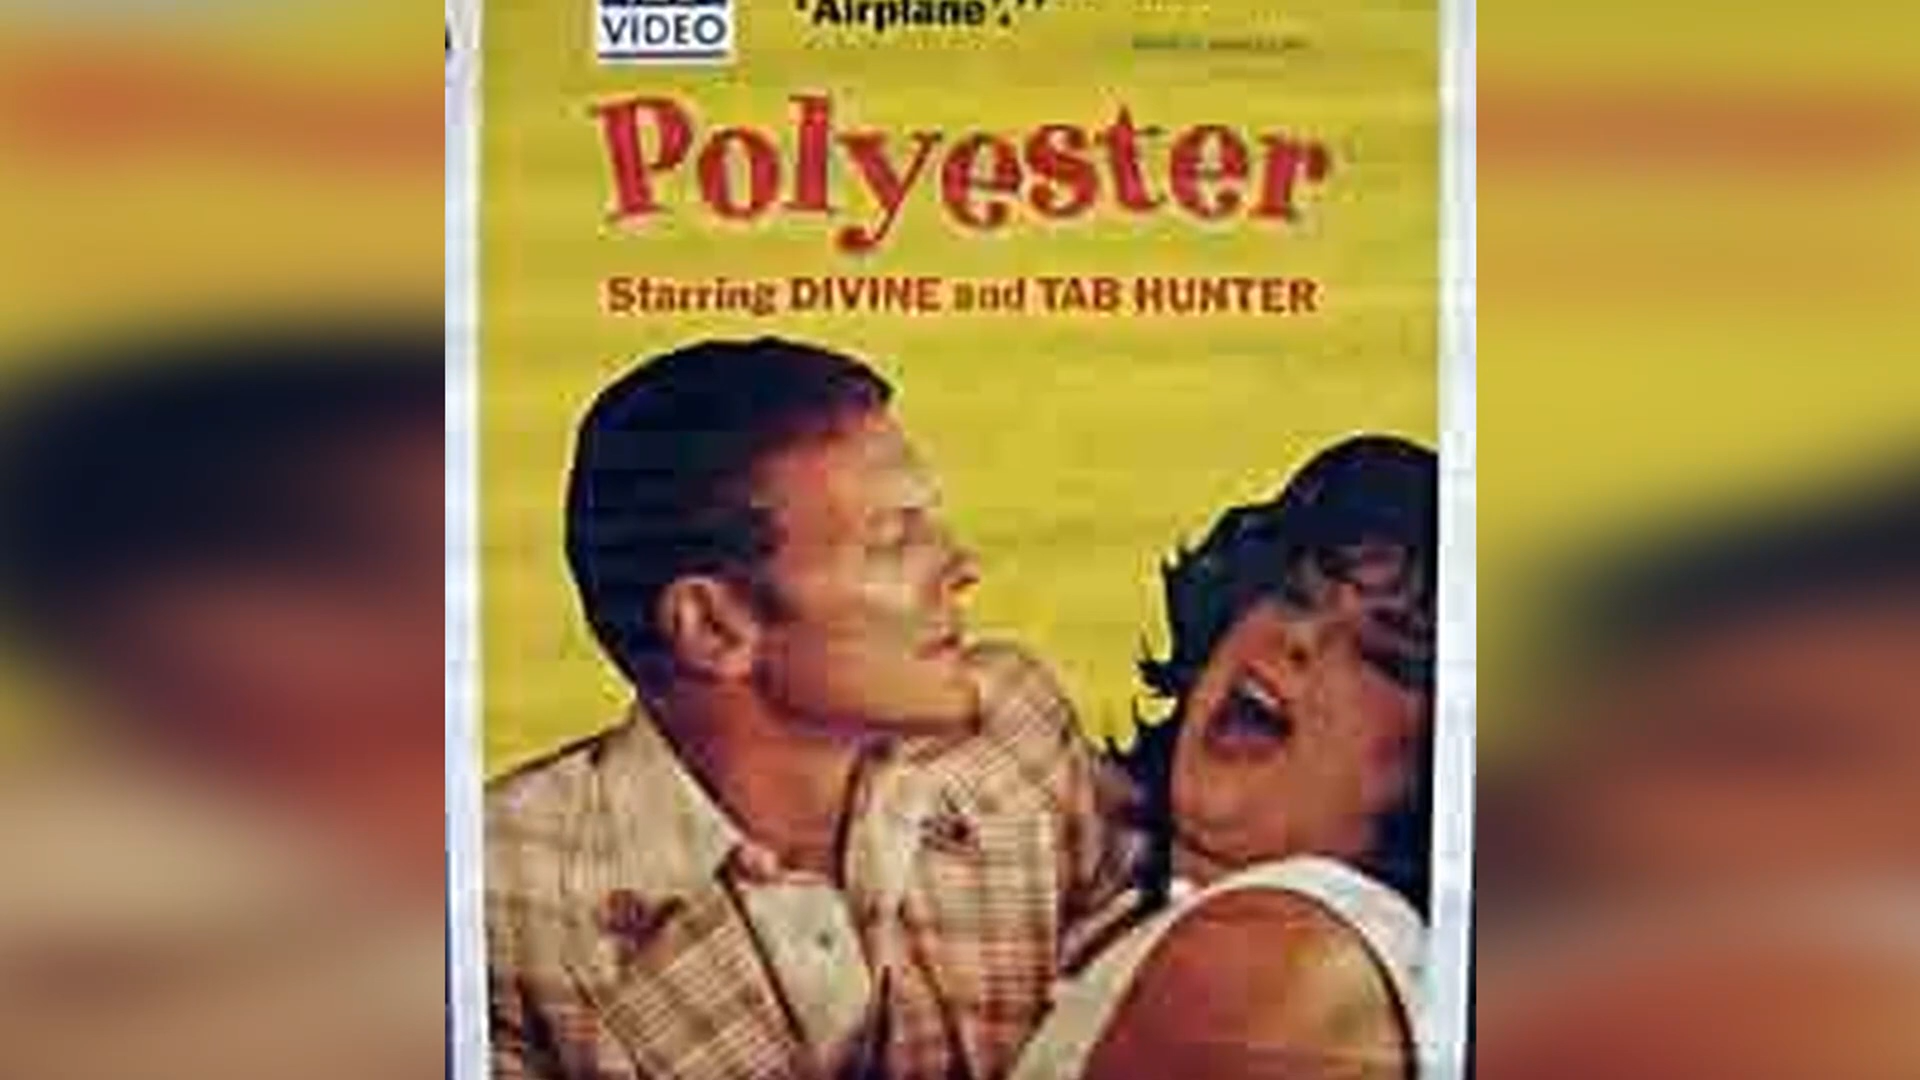 VIDEO
'Airplane'."
Polyester
Starring DIVINE and TAB HUNTER